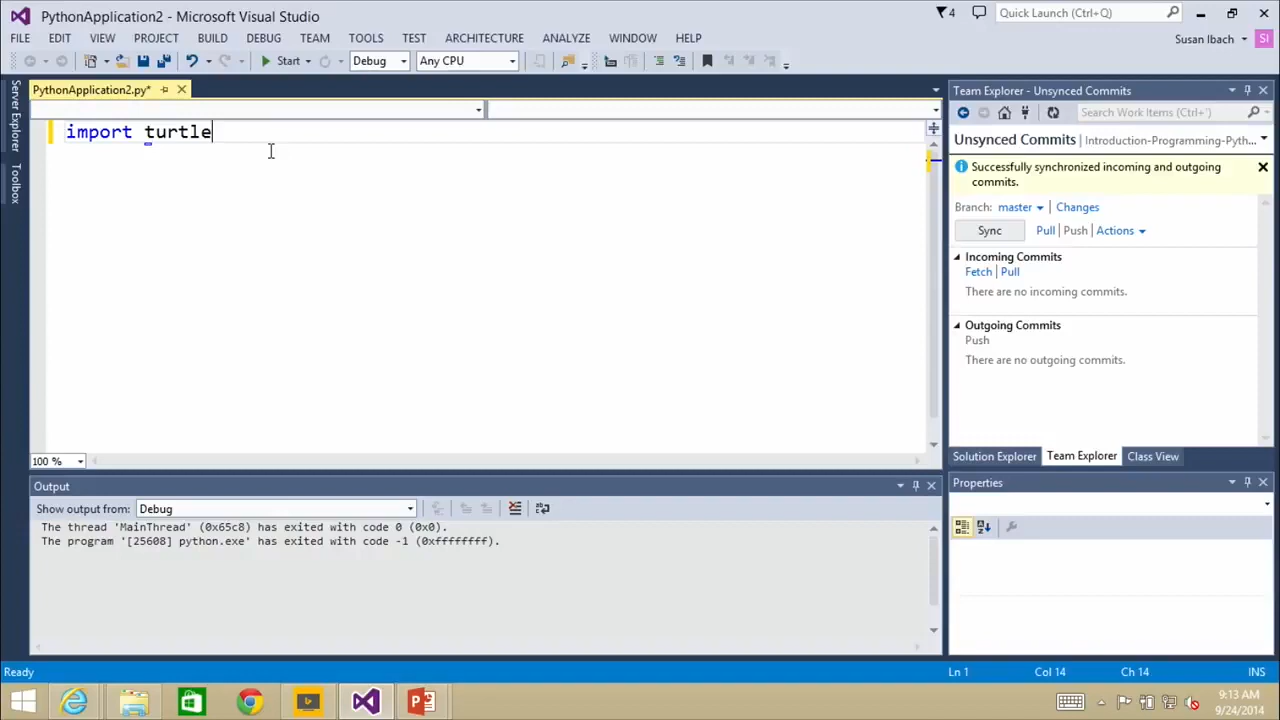 PythonApplication2 - Microsoft Visual Studio
4
Quick Launch (Ctrl+Q)
FILE EDIT VIEW PROJECT BUILD DEBUG TEAM TOOLS TEST ARCHITECTURE ANALYZE WINDOW HELP
Susan Ibach
SI
Start
Debug
Any CPU
Server Explorer
Toolbox
PythonApplication2.py*
import turtle
100 %
Team Explorer - Unsynced Commits
Search Work Items (Ctrl+')
Unsynced Commits | Introduction-Programming-Pyth...
Successfully synchronized incoming and outgoing
commits.
Branch: master | Changes
Sync Pull | Push | Actions
Incoming Commits
Fetch | Pull
There are no incoming commits.
Outgoing Commits
Push
There are no outgoing commits.
Solution Explorer Team Explorer Class View
Output
Show output from: Debug
The thread 'MainThread' (0x65c8) has exited with code 0 (0x0).
The program '[25608] python.exe' has exited with code -1 (0xffffffff).
Properties
Ready
Ln 1
Col 14
Ch 14
INS
9:13 AM
9/24/2014